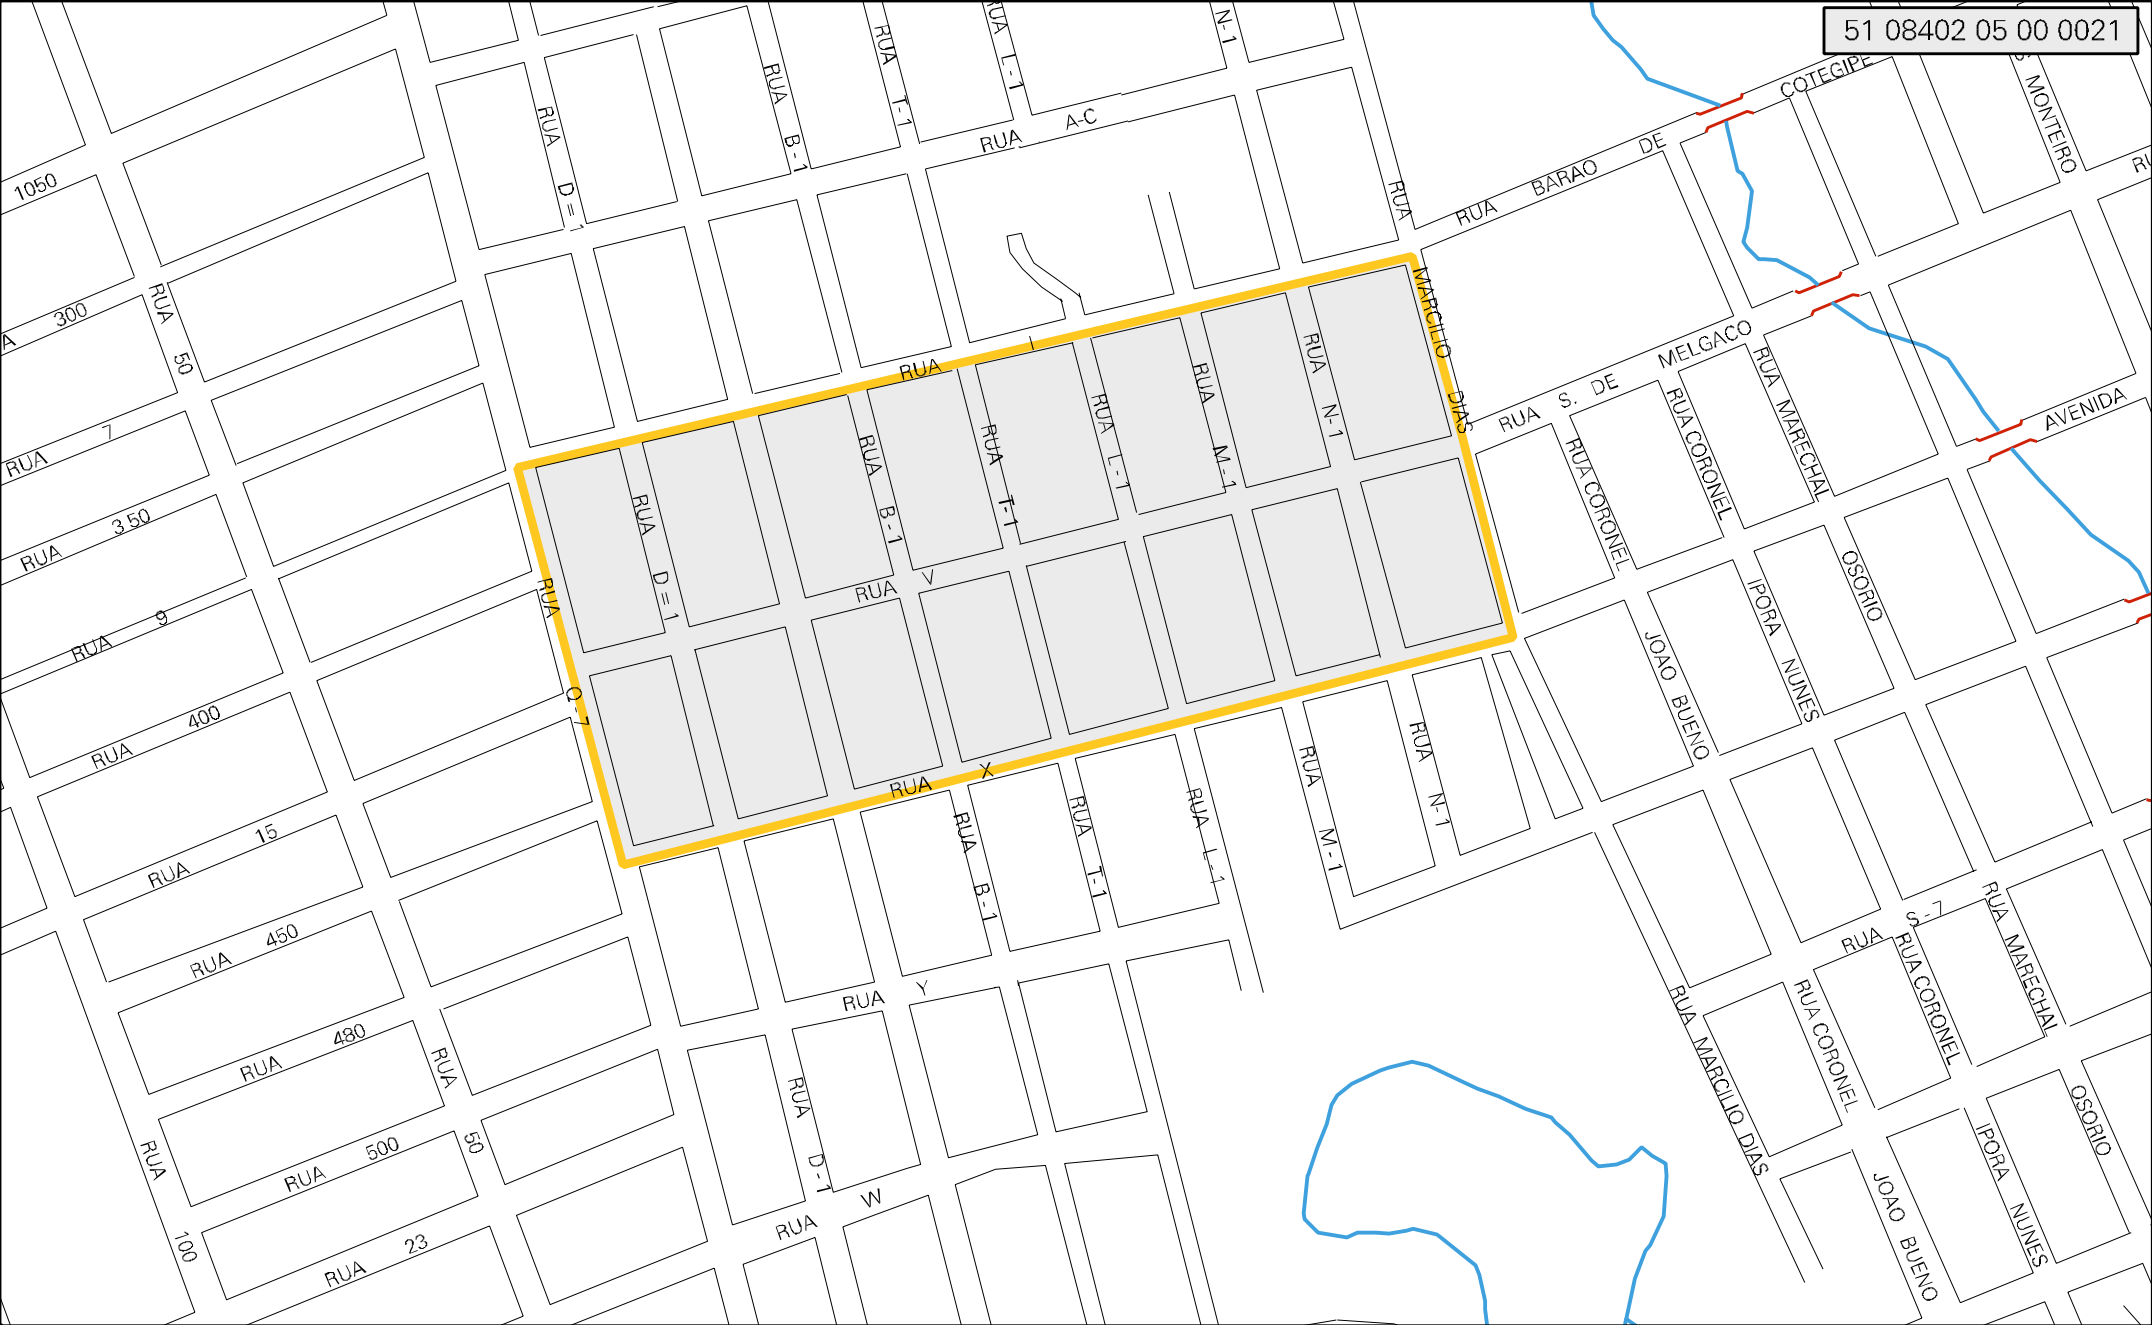 51 08402 05 00 0021
RUA T-1
RUA L-1
N-1
RUA B-1
RUA D=1
RUA A-C
COTEGIPE
RUA BARAO DE
S MONTEIRO
RU
RUA
1050
300
A
RUA 50
7
RUA
RUA I
MARCILIO DIAS
RUA S. DE MELGACO
RUA MARECHAL
AVENIDA
RUA N-1
RUA M-1
RUA L-1
RUA T-1
RUA B-1
RUA D=1
RUA CORONEL
RUA CORONEL
RUA 350
RUA V
RUA Q-7
RUA 9
OSORIO
IPORA NUNES
JOAO BUENO
RUA 400
RUA X
RUA N-1
RUA M-1
RUA L-1
RUA T-1
RUA B-1
RUA 15
RUA 450
RUA S-7
RUA MARECHAL
RUA CORONEL
RUA CORONEL
RUA Y
RUA MARCILIO DIAS
RUA 480
RUA 50
RUA D-1
OSORIO
IPORA NUNES
JOAO BUENO
RUA 500
RUA 100
RUA W
RUA 23